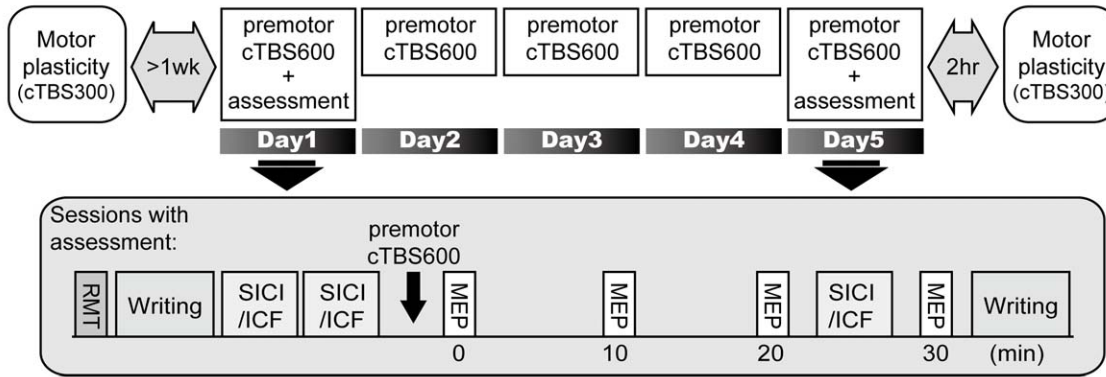 Motor
plasticity
(cTBS300)
>1wk
premotor
cTBS600
+
assessment
premotor
cTBS600
premotor
cTBS600
premotor
cTBS600
premotor
cTBS600
+
assessment
2hr
Motor
plasticity
(cTBS300)
Day1
Day2
Day3
Day4
Day5
Sessions with
assessment:
premotor
cTBS600
RMT
Writing
SICI
/ICF
SICI
/ICF
MEP
MEP
MEP
SICI
/ICF
MEP
Writing
0
10
20
30
(min)